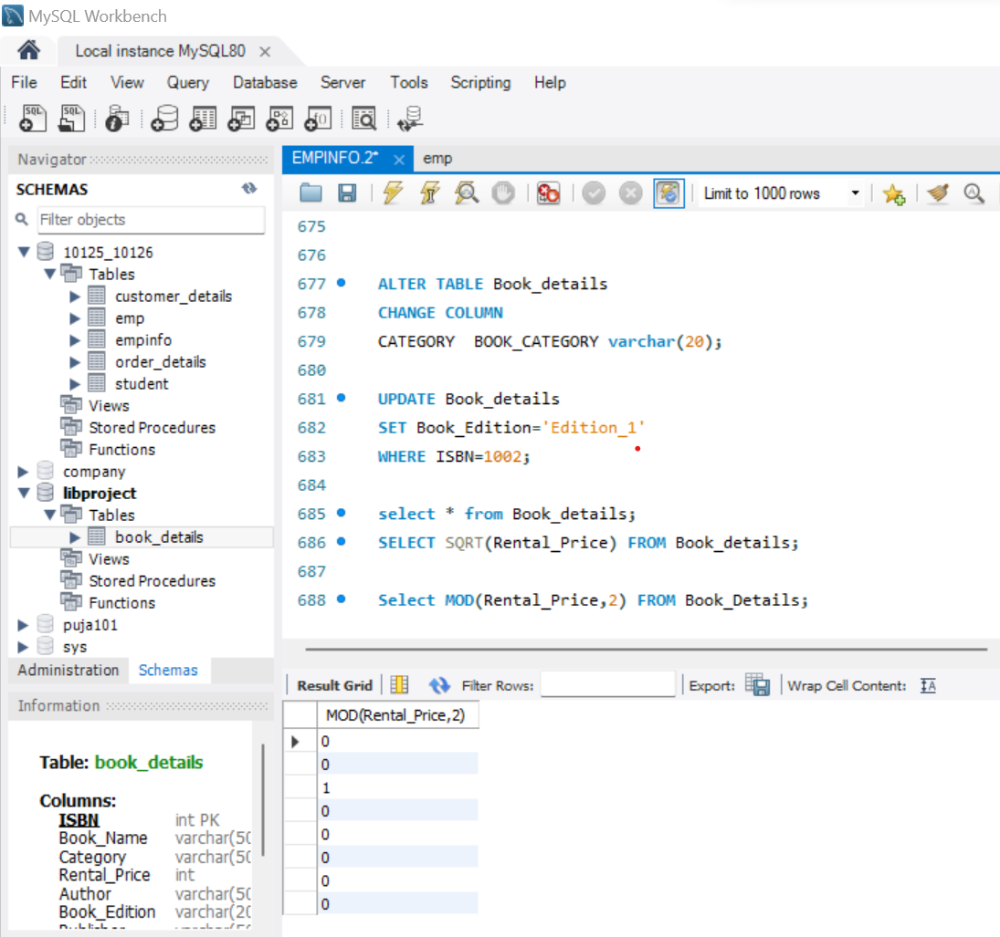 MySQL Workbench
Local instance MySQL80
File Edit View Query Database Server Tools Scripting Help
SQL SQL
Navigator
SCHEMAS
Filter objects
10125_10126
Tables
customer_details
emp
empinfo
order_details
student
Views
Stored Procedures
Functions
company
libproject
Tables
book_details
Views
Stored Procedures
Functions
puja101
sys
Administration Schemas
Information
Table: book_details
Columns:
ISBN int PK
Book_Name varchar(50
Category varchar(50
Rental_Price int
Author varchar(50
Book_Edition varchar(20
EMPINFO.2* emp
Limit to 1000 rows
675
676
677 ALTER TABLE Book_details
678 CHANGE COLUMN
679 CATEGORY BOOK_CATEGORY varchar(20);
680
681 UPDATE Book_details
682 SET Book_Edition='Edition_1'
683 WHERE ISBN=1002;
684
685 select * from Book_details;
686 SELECT SQRT(Rental_Price) FROM Book_details;
687
688 Select MOD(Rental_Price,2) FROM Book_Details;
Result Grid Filter Rows: Export: Wrap Cell Content:
MOD(Rental_Price,2)
0
0
1
0
0
0
0
0